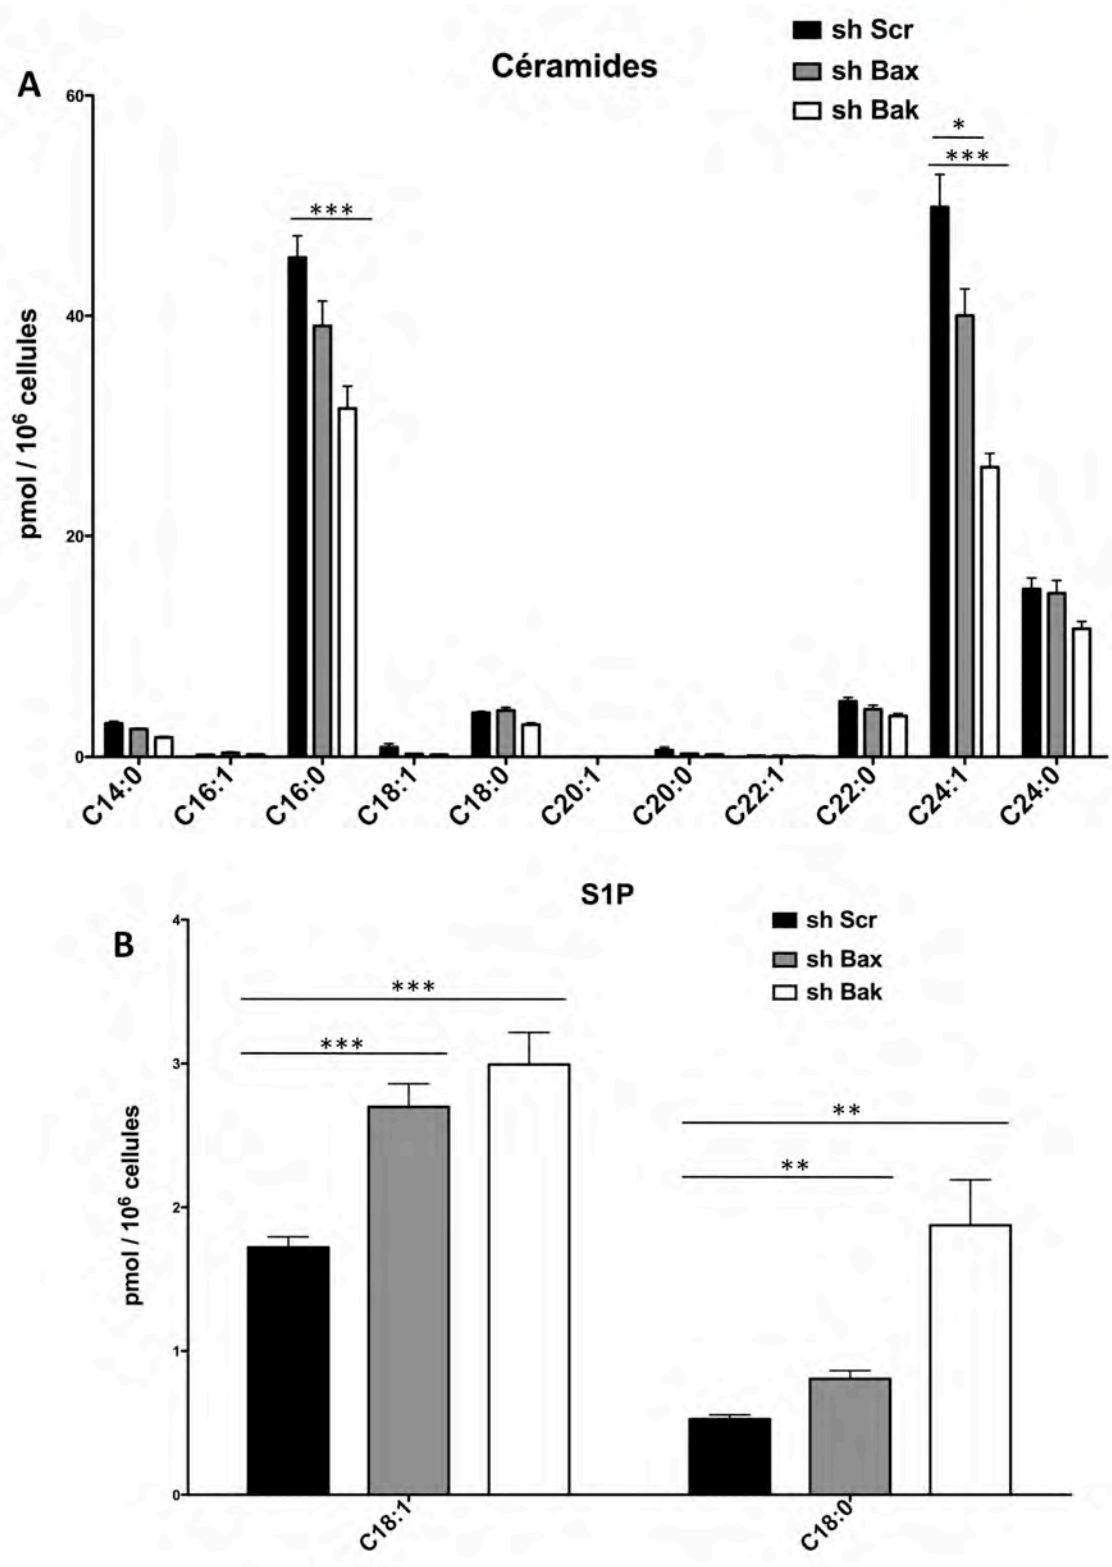 sh Scr
Céramides
sh Bax
A
sh Bak
60
*
***
***
40
20
0
pmol / 10⁶ cellules
C14:0
C16:1
C16:0
C18:1
C18:0
C20:1
C20:0
C22:1
C22:0
C24:1
C24:0
S1P
B
sh Scr
sh Bax
sh Bak
4
***
***
3
**
**
2
1
0
pmol / 10⁶ cellules
C18:1
C18:0